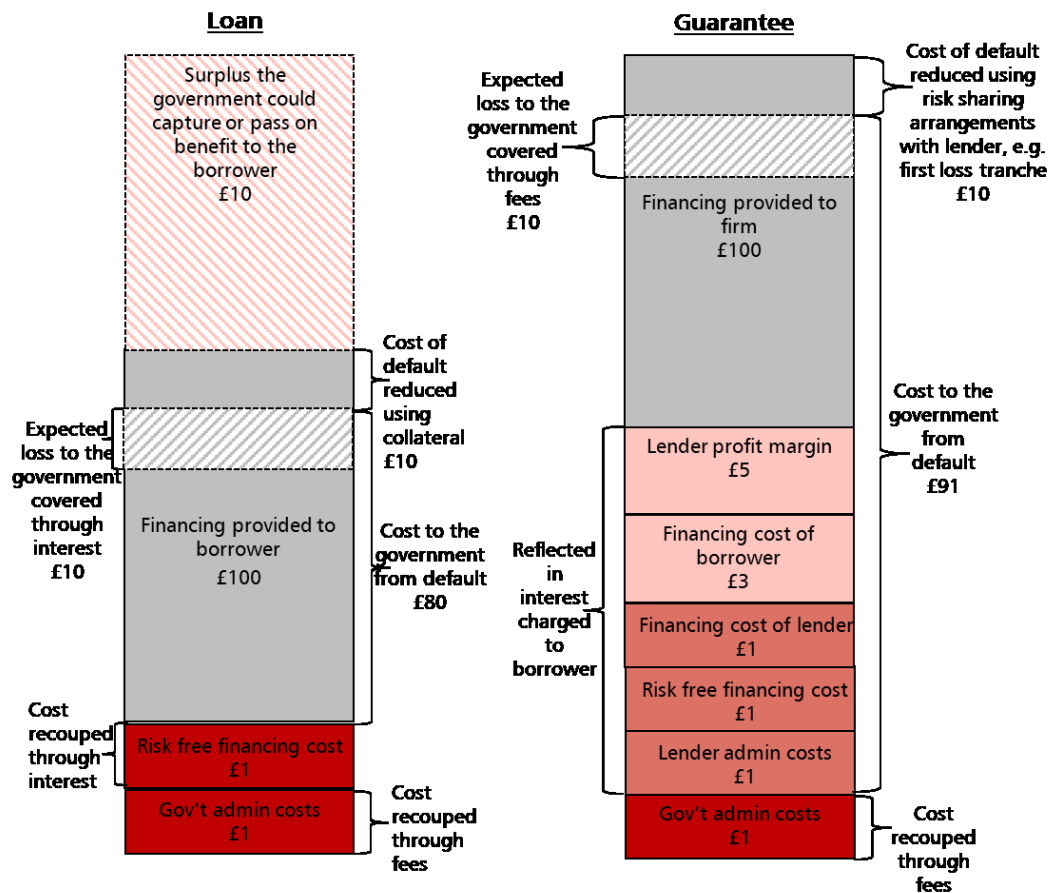 Loan
Surplus the
government could
capture or pass on
benefit to the
borrower
£10
Cost of
default
reduced
using
collateral
£10
Expected
loss to the
government
covered
through
interest
£10
Financing provided to
borrower
£100
Cost to the
government
from default
£80
Cost
recouped
through
interest
Risk free financing cost
£1
Gov't admin costs
£1
Cost
recouped
through
fees
Guarantee
Expected
loss to the
government
covered
through
fees
£10
Cost of default
reduced using
risk sharing
arrangements
with lender, e.g.
first loss tranche
£10
Financing provided to
firm
£100
Cost to the
government
from
default
£91
Reflected
in
interest
charged
to
borrower
Lender profit margin
£5
Financing cost of
borrower
£3
Financing cost of lender
£1
Risk free financing cost
£1
Lender admin costs
£1
Gov't admin costs
£1
Cost
recouped
through
fees